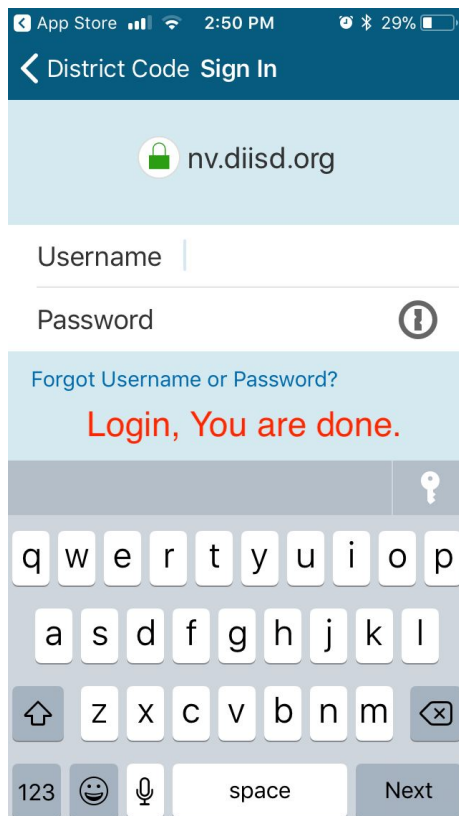 App Store 2:50 PM 29%
District Code Sign In
nv.diisd.org
Username
Password
Forgot Username or Password?
Login, You are done.
q w e r t y u i o p
a s d f g h j k l
z x c v b n m
123 space Next